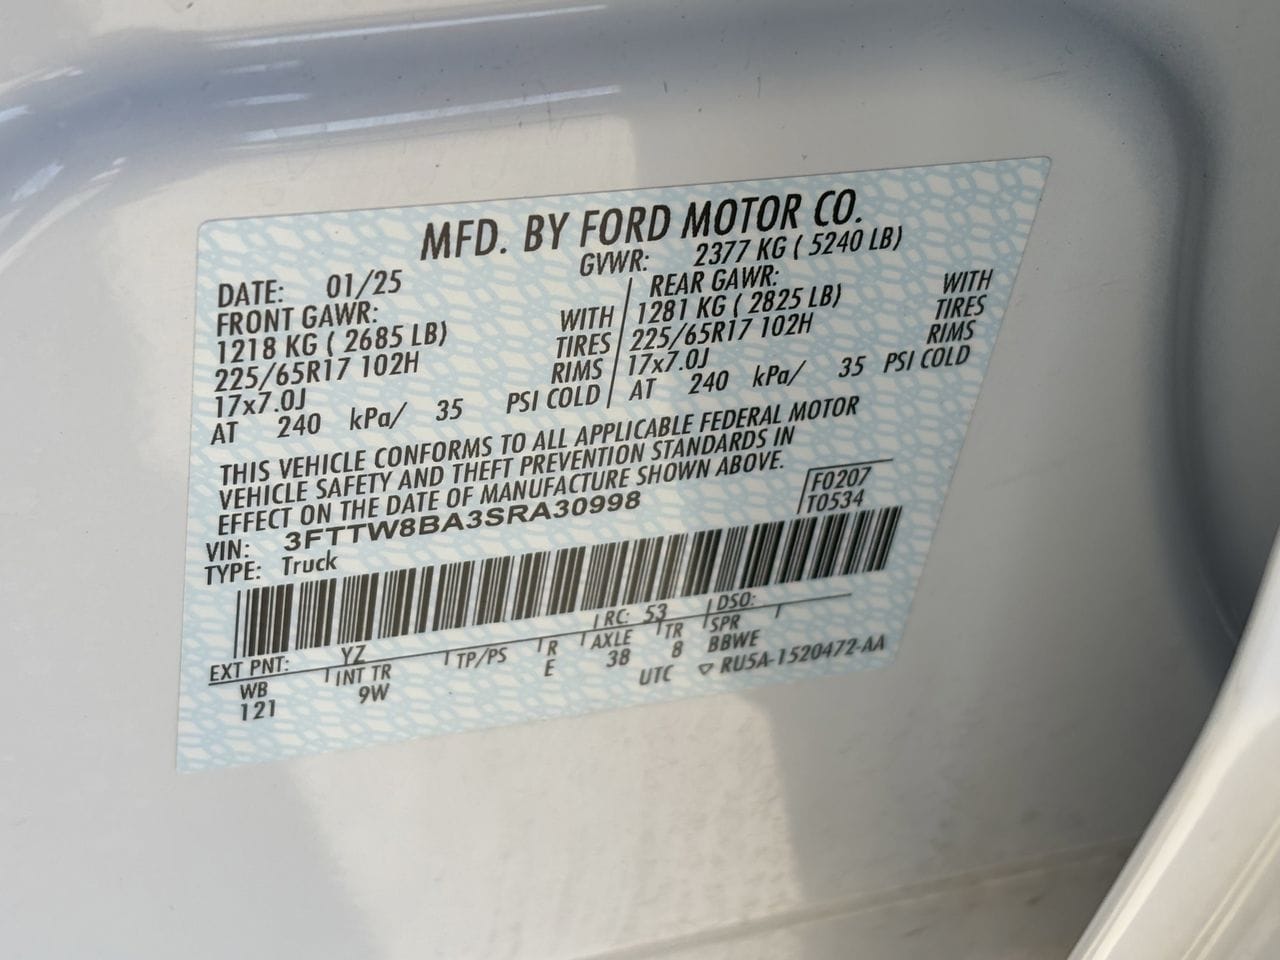 MFD. BY FORD MOTOR CO.
DATE: 01/25 GVWR: 2377 KG ( 5240 LB)
FRONT GAWR: REAR GAWR:
1218 KG ( 2685 LB) WITH 1281 KG ( 2825 LB) WITH
225/65R17 102H TIRES 225/65R17 102H TIRES
17x7.0J RIMS 17x7.0J RIMS
AT 240 kPa/ 35 PSI COLD AT 240 kPa/ 35 PSI COLD
THIS VEHICLE CONFORMS TO ALL APPLICABLE FEDERAL MOTOR
VEHICLE SAFETY AND THEFT PREVENTION STANDARDS IN
EFFECT ON THE DATE OF MANUFACTURE SHOWN ABOVE.
VIN: 3FTTW8BA3SRA30998 F0207
TYPE: Truck T0534
EXT PNT: YZ RC: 53 DSO:
WB INT TR TP/PS R AXLE TR SPR
121 9W E 38 8 BBWE
UTC ▽ RU5A-1520472-AA